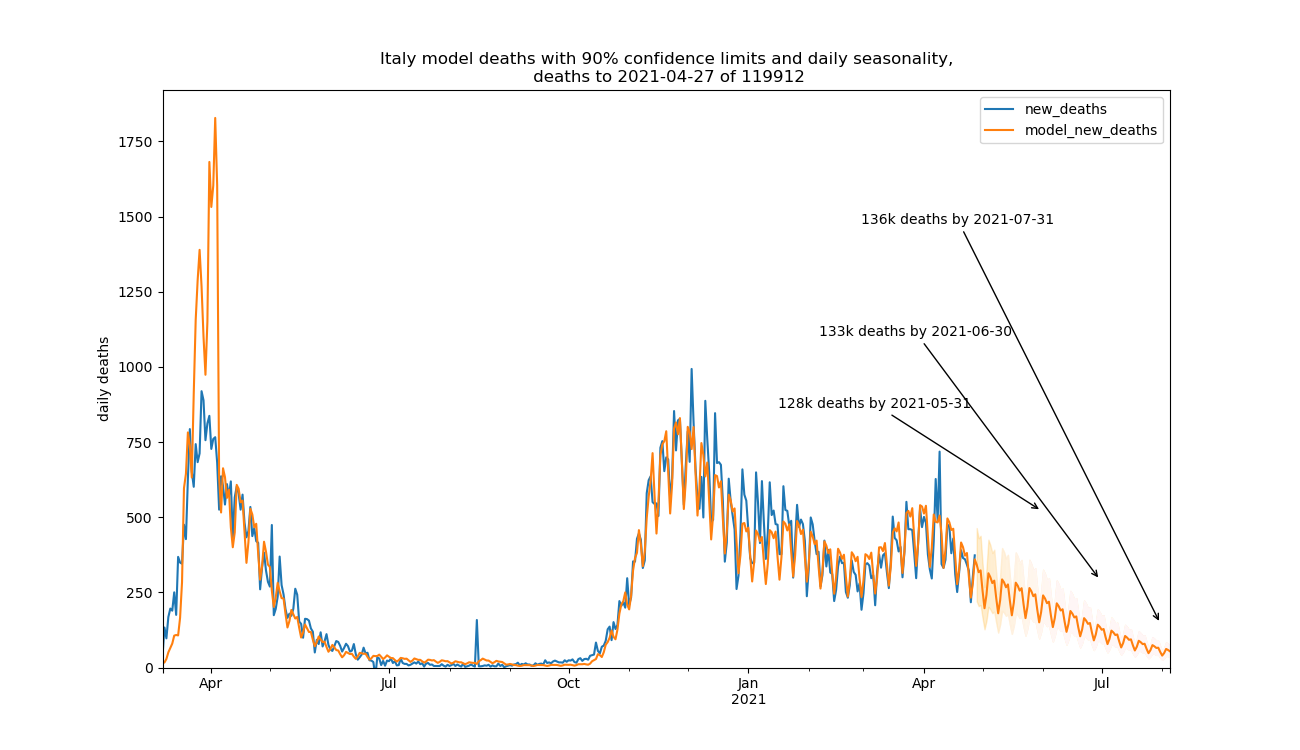 Italy model deaths with 90% confidence limits and daily seasonality,
deaths to 2021-04-27 of 119912
new_deaths
model_new_deaths
daily deaths
1750
1500
1250
1000
750
500
250
0
136k deaths by 2021-07-31
133k deaths by 2021-06-30
128k deaths by 2021-05-31
Apr
Jul
Oct
Jan
2021
Apr
Jul